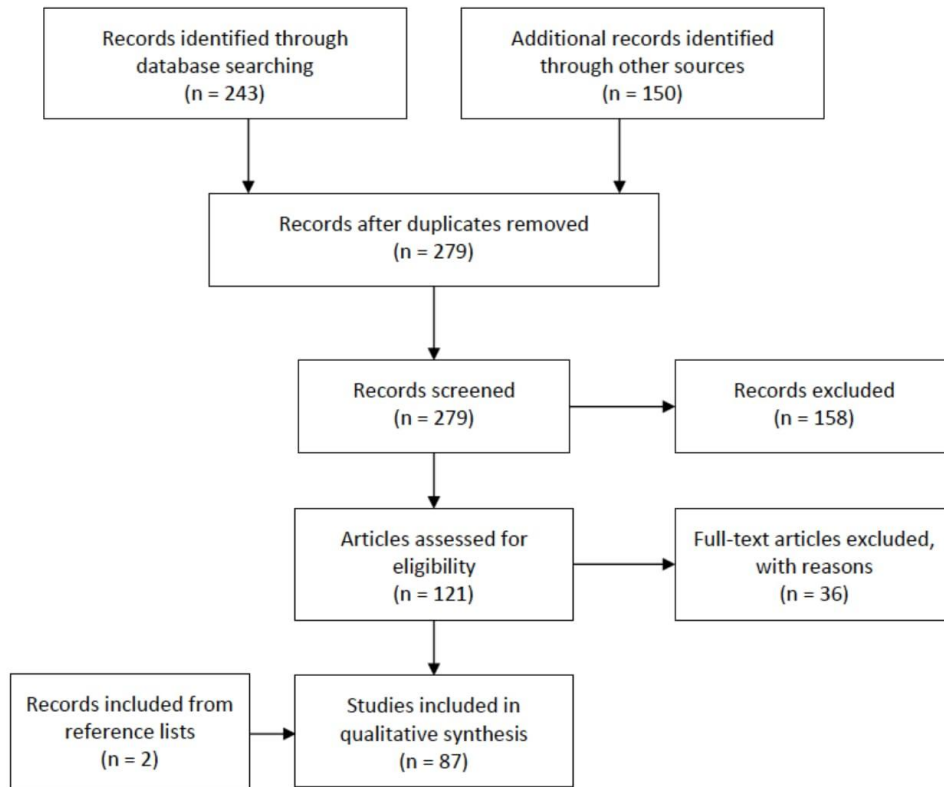 Records identified through
database searching
(n = 243)
Additional records identified
through other sources
(n = 150)
Records after duplicates removed
(n = 279)
Records screened
(n = 279)
Records excluded
(n = 158)
Articles assessed for
eligibility
(n = 121)
Full-text articles excluded,
with reasons
(n = 36)
Records included from
reference lists
(n = 2)
Studies included in
qualitative synthesis
(n = 87)